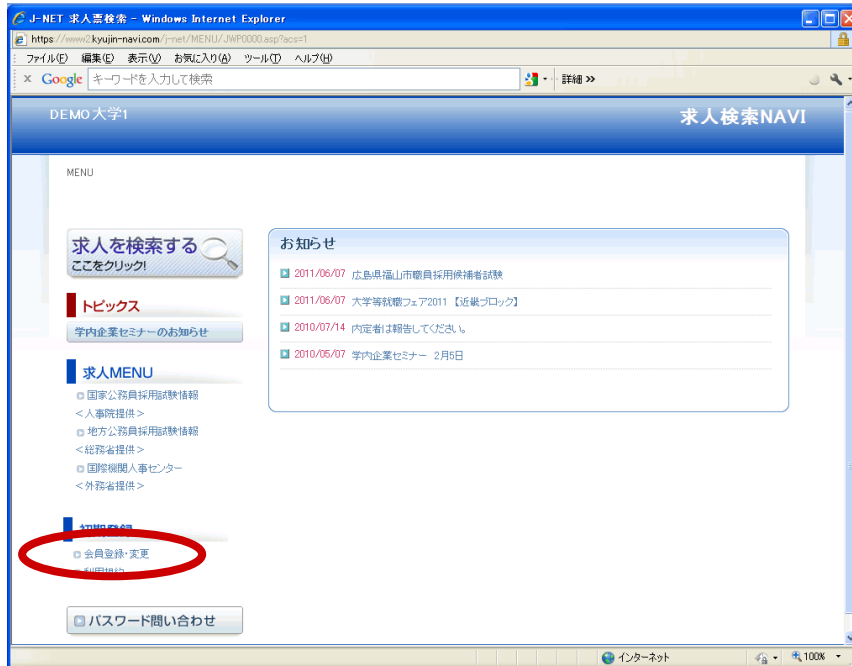 J-NET 求人票検索 - Windows Internet Explorer
https://www2.kyujin-navi.com/j-net/MENU/JWP0000.asp?acs=1
ファイル(F) 編集(E) 表示(V) お気に入り(A) ツール(T) ヘルプ(H)
× Google キーワードを入力して検索 詳細 »
DEMO大学1
求人検索NAVI
MENU
求人を検索する
ここをクリック!
トピックス
学内企業セミナーのお知らせ
求人MENU
国家公務員採用試験情報
<人事院提供>
地方公務員採用試験情報
<総務省提供>
国際機関人事センター
<外務省提供>
初期登録
会員登録・変更
利用規約
パスワード問い合わせ
お知らせ
2011/06/07 広島県福山市職員採用候補者試験
2011/06/07 大学等就職フェア2011 【近畿ブロック】
2010/07/14 内定者は報告してください。
2010/05/07 学内企業セミナー 2月5日
インターネット
100%